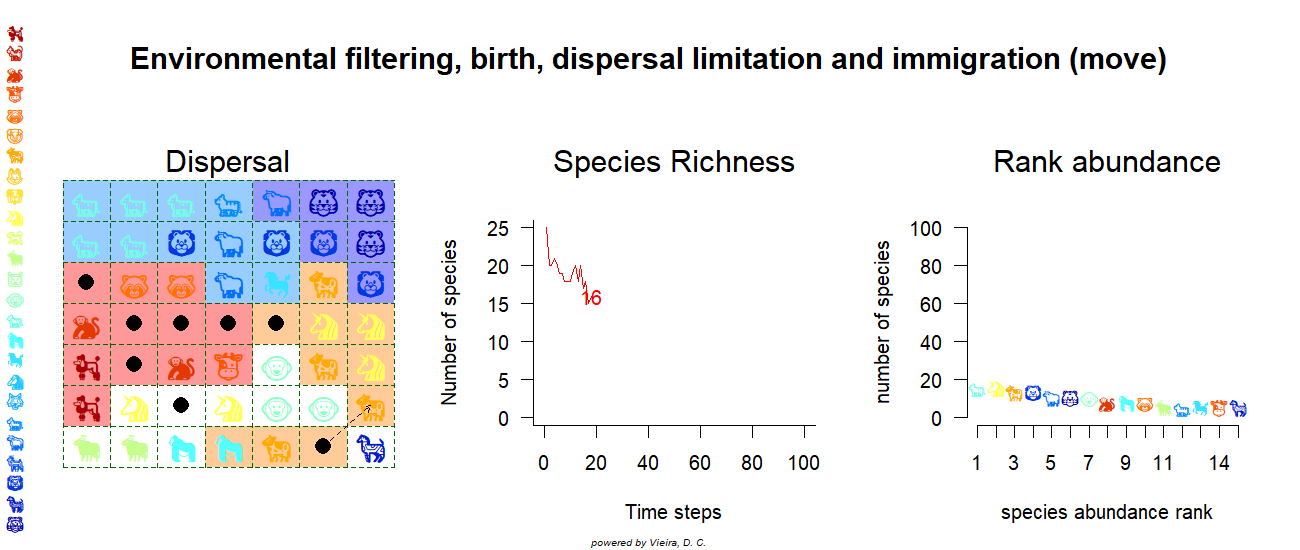 Environmental filtering, birth, dispersal limitation and immigration (move)
Dispersal
Species Richness
Number of species
25
20
15
10
5
0
16
0 20 40 60 80 100
Time steps
Rank abundance
number of species
100
80
60
40
20
0
1 3 5 7 9 11 14
species abundance rank
powered by Vieira, D. C.